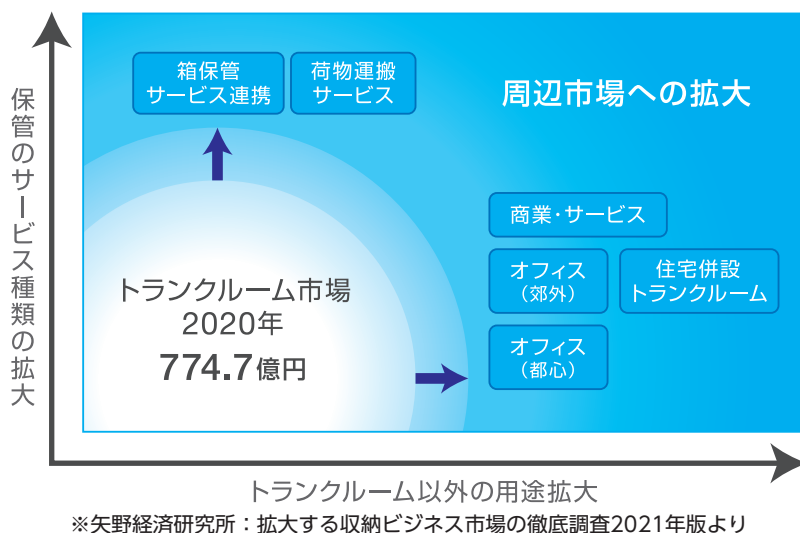 保管のサービス種類の拡大
箱保管
サービス連携
荷物運搬
サービス
周辺市場への拡大
商業・サービス
オフィス
（郊外）
住宅併設
トランクルーム
オフィス
（都心）
トランクルーム市場
2020年
774.7億円
トランクルーム以外の用途拡大
※矢野経済研究所：拡大する収納ビジネス市場の徹底調査2021年版より